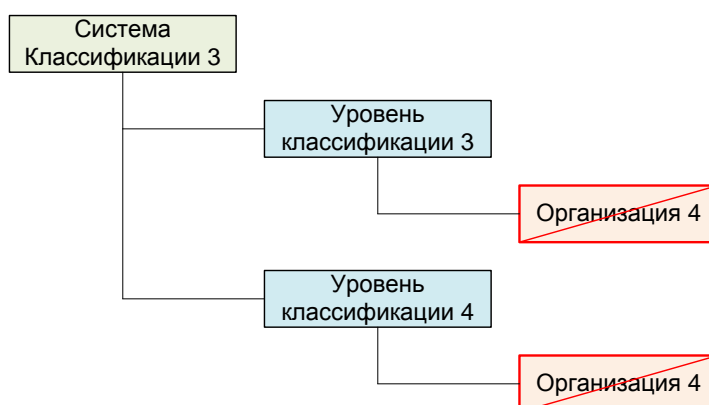 Система
Классификации 3
Уровень
классификации 3
Организация 4
Уровень
классификации 4
Организация 4